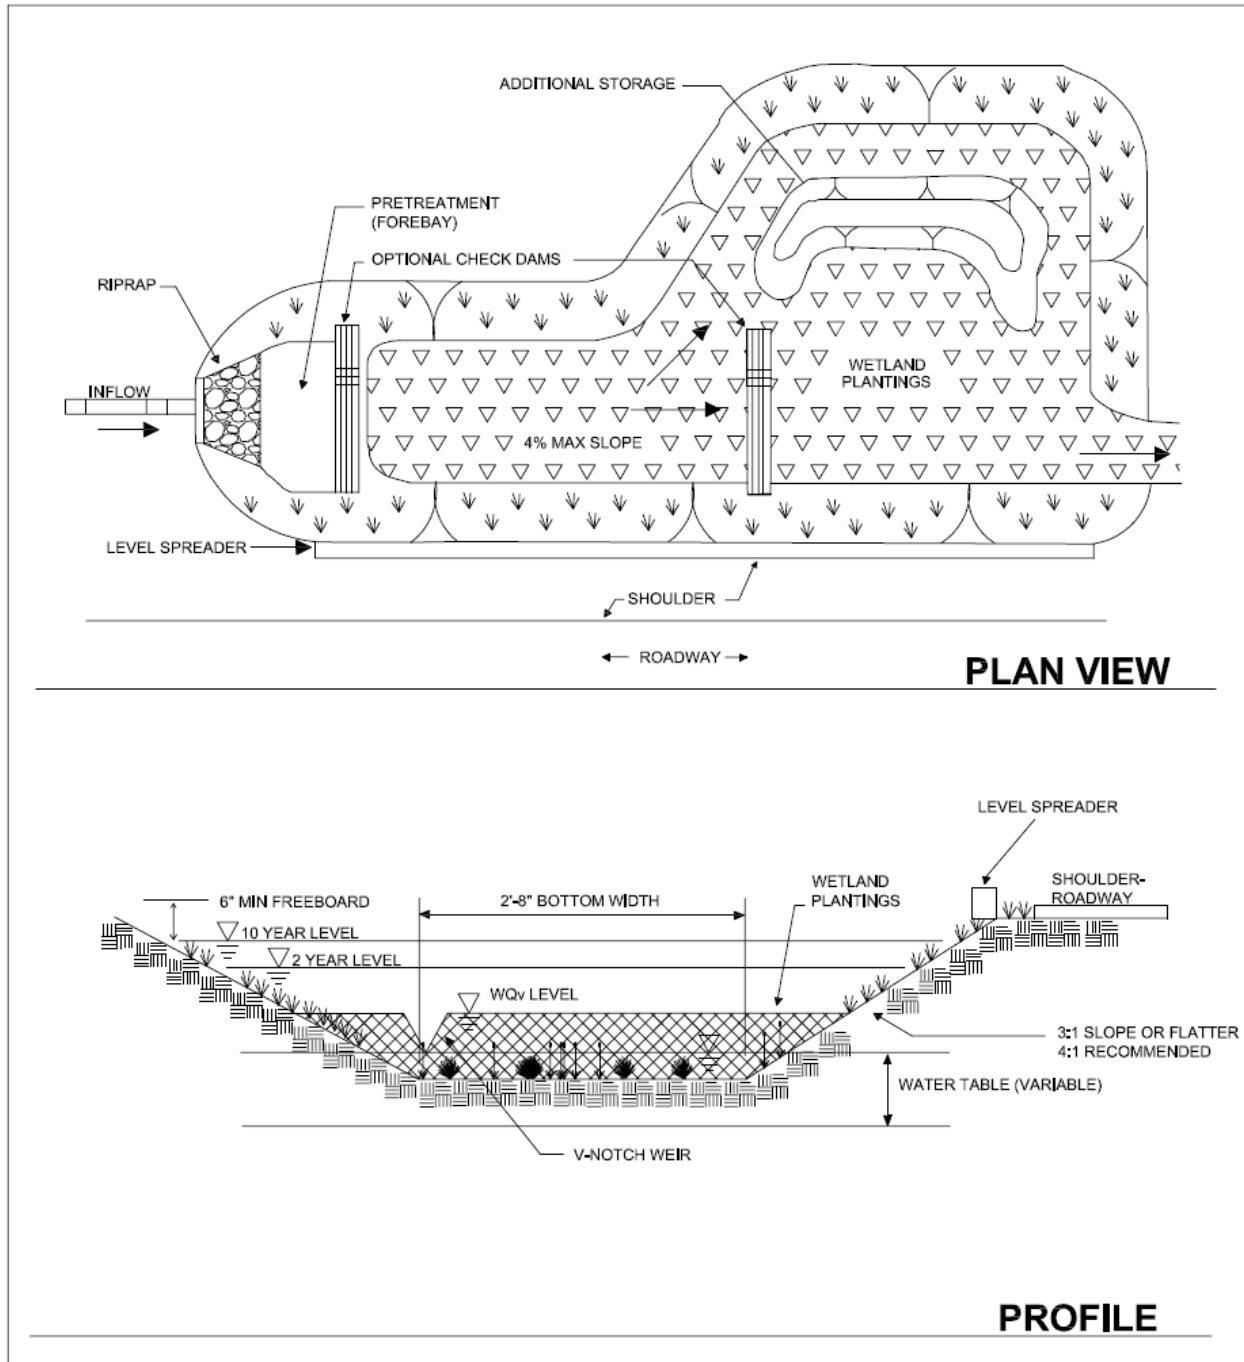 ADDITIONAL STORAGE
PRETREATMENT
(FOREBAY)
OPTIONAL CHECK DAMS
RIPRAP
INFLOW
WETLAND
PLANTINGS
4% MAX SLOPE
LEVEL SPREADER
SHOULDER
ROADWAY
PLAN VIEW
LEVEL SPREADER
WETLAND
PLANTINGS
SHOULDER-
ROADWAY
6" MIN FREEBOARD
2'-8" BOTTOM WIDTH
10 YEAR LEVEL
2 YEAR LEVEL
WQv LEVEL
3:1 SLOPE OR FLATTER
4:1 RECOMMENDED
WATER TABLE (VARIABLE)
V-NOTCH WEIR
PROFILE